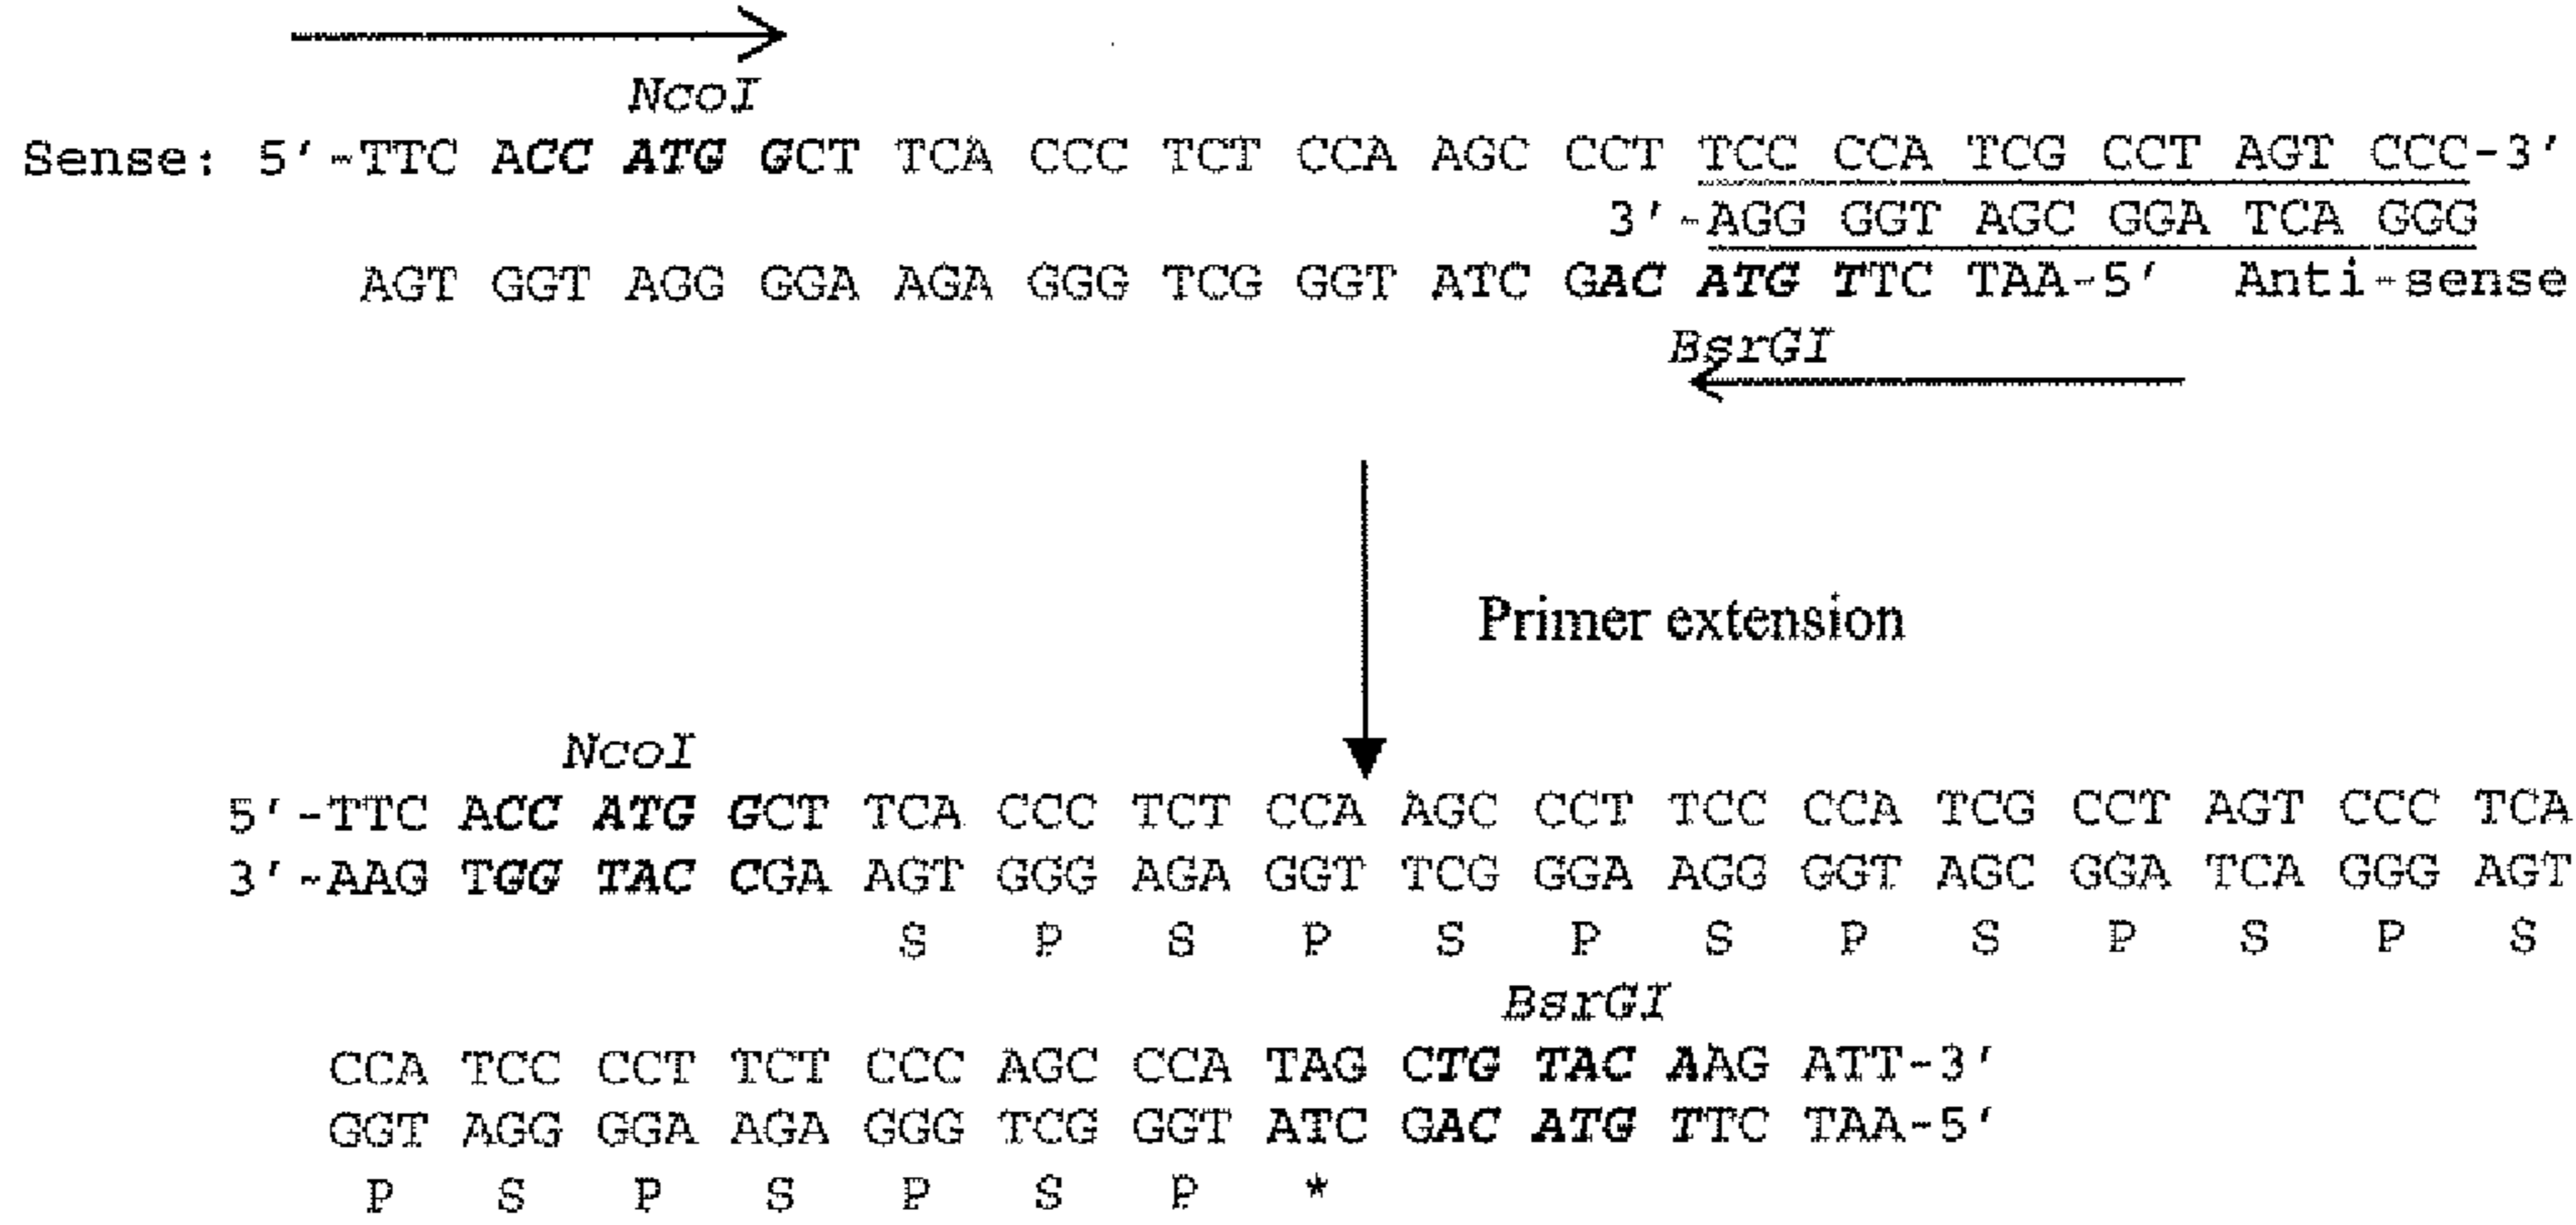 NcoI
Sense: 5'-TTC ACC ATG GCT TCA CCC TCT CCA AGC CCT TCC CCA TCG CCT AGT CCC-3'
3'-AGG GGT AGC GGA TCA GGG
AGT GGT AGG GGA AGA GGG TCG GGT ATC GAC ATG TTC TAA-5' Anti-sense
BsrGI
Primer extension
NcoI
5'-TTC ACC ATG GCT TCA CCC TCT CCA AGC CCT TCC CCA TCG CCT AGT CCC TCA
3'-AAG TGG TAC CGA AGT GGG AGA GGT TCG GGA AGG GGT AGC GGA TCA GGG AGT
S P S P S P S P S P S P S
BsrGI
CCA TCC CCT TCT CCC AGC CCA TAG CTG TAC AAG ATT-3'
GGT AGG GGA AGA GGG TCG GGT ATC GAC ATG TTC TAA-5'
P S P S P S P *